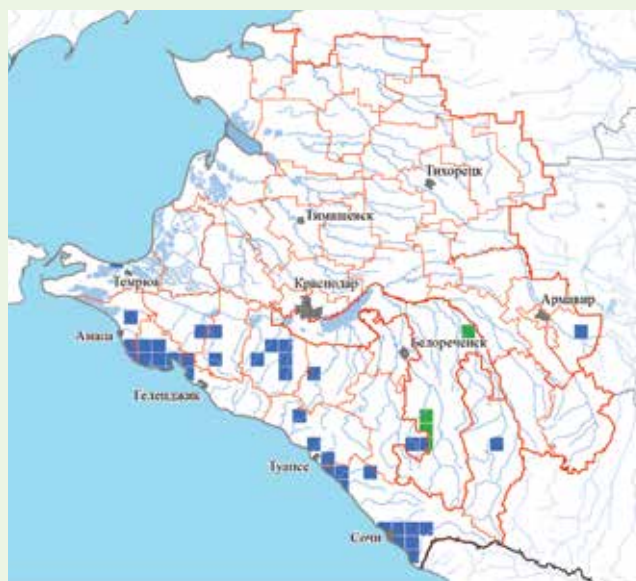 Тихорецк
Тимашевск
Темрюк
Краснодар
Армавир
Анапа
Белореченск
Геленджик
Туапсе
Сочи